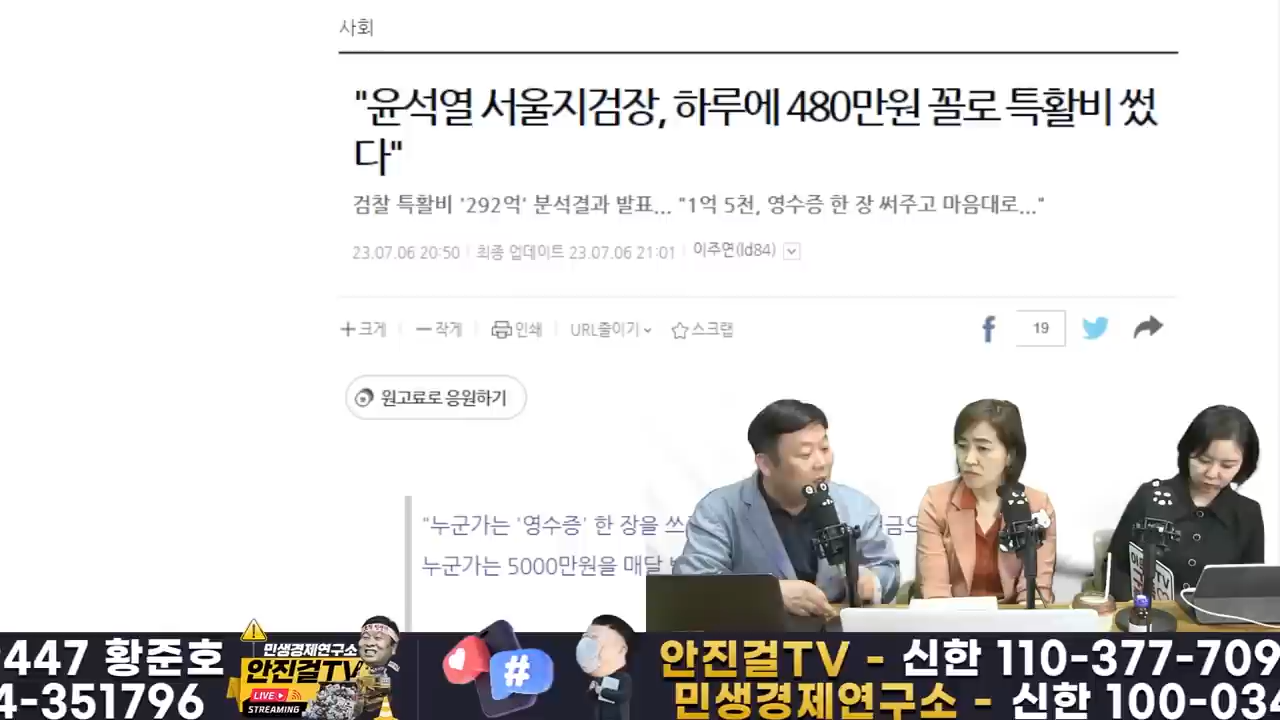 사회
"윤석열 서울지검장, 하루에 480만원 꼴로 특활비 썼
다"
검찰 특활비 '292억' 분석결과 발표... "1억 5천, 영수증 한 장 써주고 마음대로..."
23.07.06 20:50 최종 업데이트 23.07.06 21:01 이주연(ld84)
크게 작게 인쇄 URL줄이기 스크랩
19
원고료로 응원하기
"누군가는 '영수증' 한 장을 쓰
누군가는 5000만원을 매달
447 황준호
4-351796
민생경제연구소
안진걸TV
LIVE
STREAMING
#
안진걸TV - 신한 110-377-709
민생경제연구소 - 신한 100-034